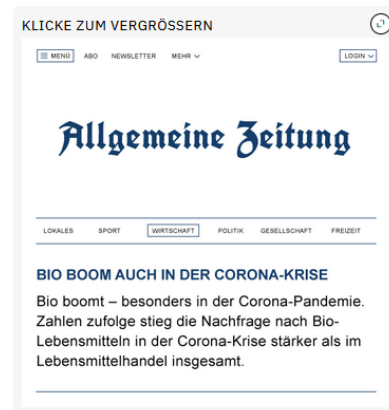 KLICKE ZUM VERGRÖSSERN
MENÜ ABO NEWSLETTER MEHR LOGIN
Allgemeine Zeitung
LOKALES SPORT WIRTSCHAFT POLITIK GESELLSCHAFT FREIZEIT
BIO BOOM AUCH IN DER CORONA-KRISE
Bio boomt – besonders in der Corona-Pandemie.
Zahlen zufolge stieg die Nachfrage nach Bio-
Lebensmitteln in der Corona-Krise stärker als im
Lebensmittelhandel insgesamt.